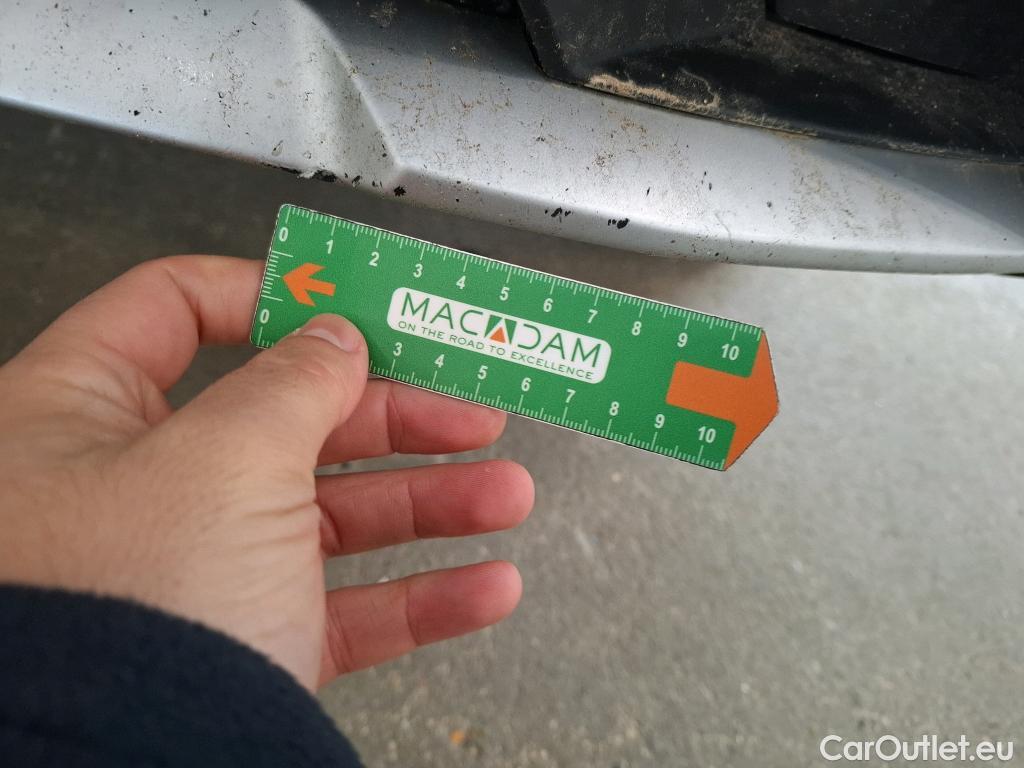 0 1 2 3 4 5 6 7 8 9 10
MACADAM
ON THE ROAD TO EXCELLENCE
0 3 4 5 6 7 8 9 10
CarOutlet.eu